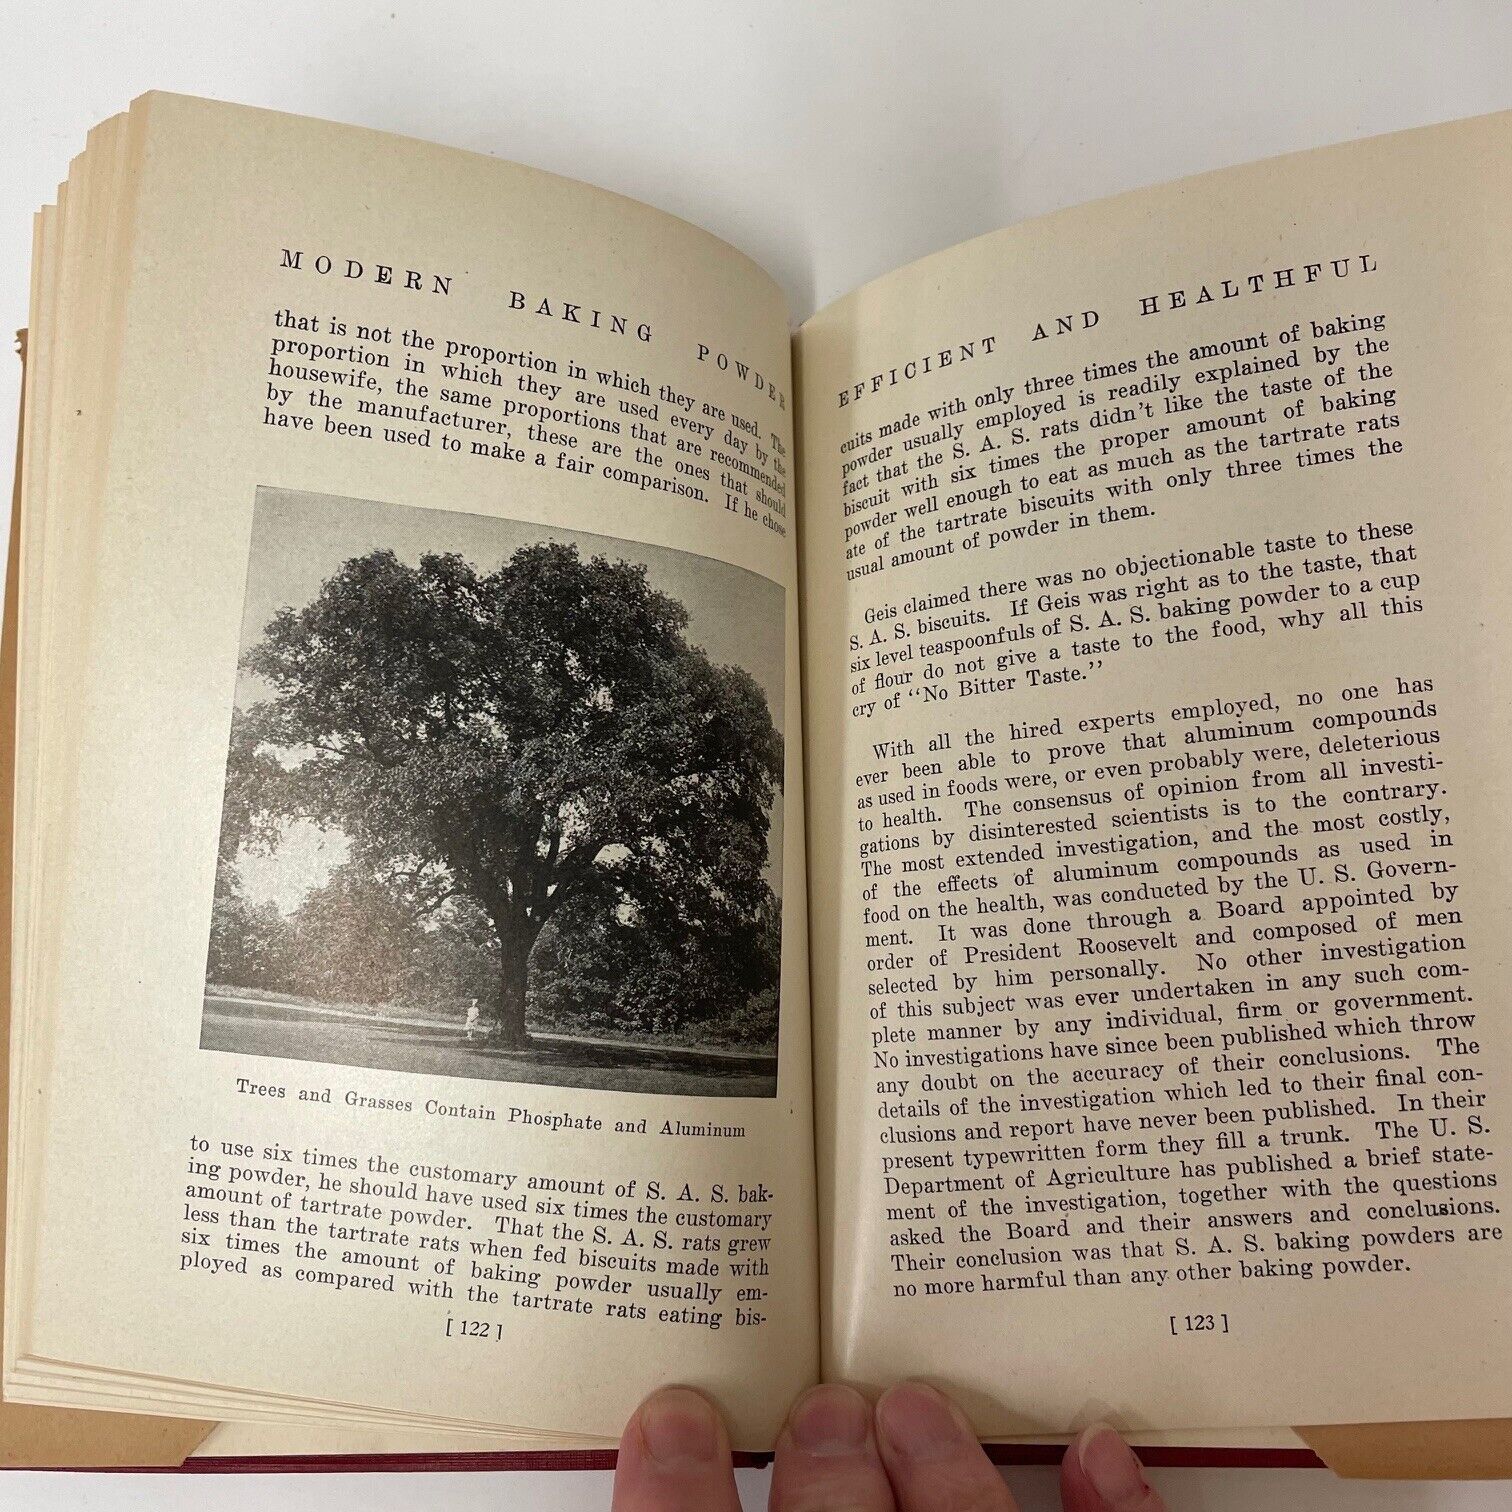 MODERN BAKING POWDER
that is not the proportion in which they are used. The
proportion in which they are used every day by the
housewife, the same proportions that are recommended
by the manufacturer, these are the ones that should
have been used to make a fair comparison. If he chose
Trees and Grasses Contain Phosphate and Aluminum
to use six times the customary amount of S. A. S. bak-
ing powder, he should have used six times the customary
amount of tartrate powder. That the S. A. S. rats grew
less than the tartrate rats when fed biscuits made with
six times the amount of baking powder usually em-
ployed as compared with the tartrate rats eating bis-
[ 122 ]
EFFICIENT AND HEALTHFUL
cuits made with only three times the amount of baking
powder usually employed is readily explained by the
fact that the S. A. S. rats didn't like the taste of the
biscuit with six times the proper amount of baking
powder well enough to eat as much as the tartrate rats
ate of the tartrate biscuits with only three times the
usual amount of powder in them.
Geis claimed there was no objectionable taste to these
S. A. S. biscuits. If Geis was right as to the taste, that
six level teaspoonfuls of S. A. S. baking powder to a cup
of flour do not give a taste to the food, why all this
cry of "No Bitter Taste."
With all the hired experts employed, no one has
ever been able to prove that aluminum compounds
as used in foods were, or even probably were, deleterious
to health. The consensus of opinion from all investi-
gations by disinterested scientists is to the contrary.
The most extended investigation, and the most costly,
of the effects of aluminum compounds as used in
food on the health, was conducted by the U. S. Govern-
ment. It was done through a Board appointed by
order of President Roosevelt and composed of men
selected by him personally. No other investigation
of this subject was ever undertaken in any such com-
plete manner by any individual, firm or government.
No investigations have since been published which throw
any doubt on the accuracy of their conclusions. The
details of the investigation which led to their final con-
clusions and report have never been published. In their
present typewritten form they fill a trunk. The U. S.
Department of Agriculture has published a brief state-
ment of the investigation, together with the questions
asked the Board and their answers and conclusions.
Their conclusion was that S. A. S. baking powders are
no more harmful than any other baking powder.
[ 123 ]